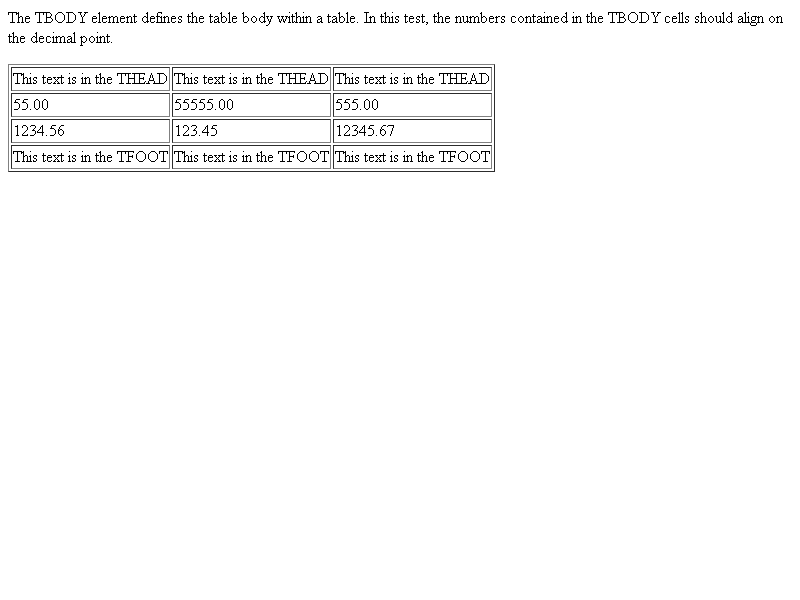 The TBODY element defines the table body within a table. In this test, the numbers contained in the TBODY cells should align on
the decimal point.
This text is in the THEAD This text is in the THEAD This text is in the THEAD
55.00 55555.00 555.00
1234.56 123.45 12345.67
This text is in the TFOOT This text is in the TFOOT This text is in the TFOOT